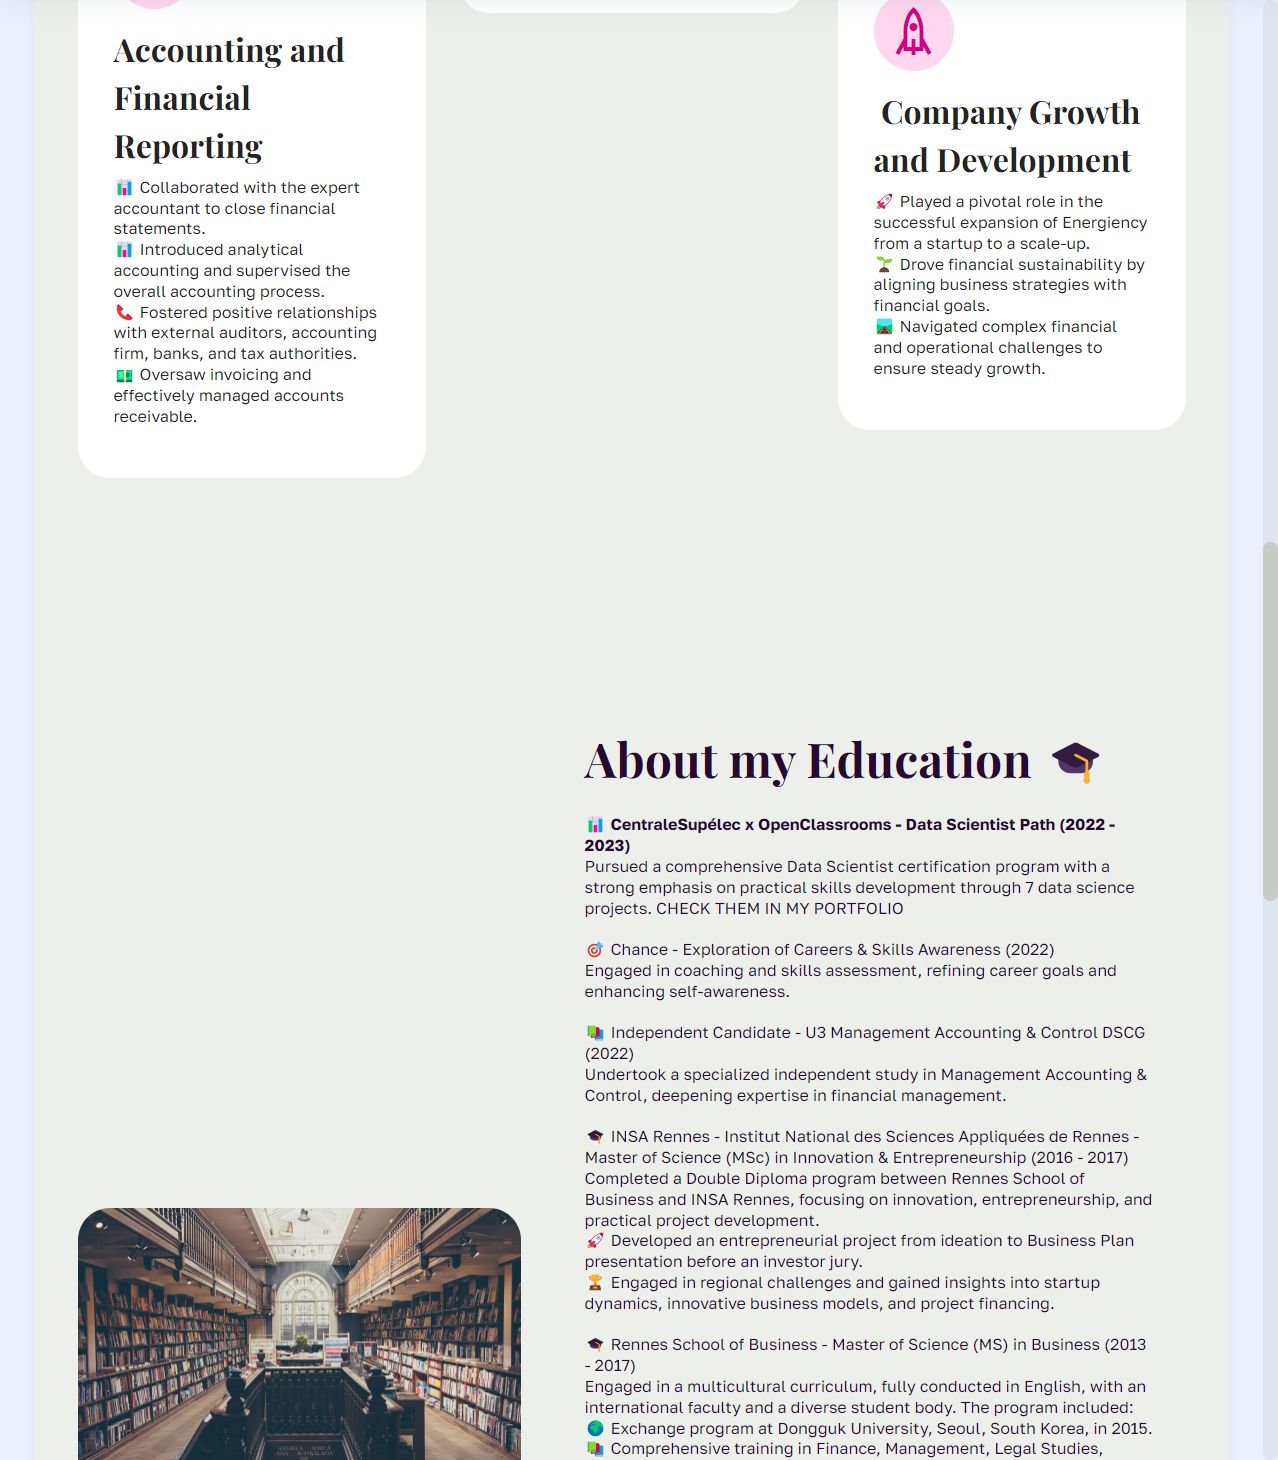 Accounting and
Financial
Reporting
📊 Collaborated with the expert
accountant to close financial
statements.
📊 Introduced analytical
accounting and supervised the
overall accounting process.
📞 Fostered positive relationships
with external auditors, accounting
firm, banks, and tax authorities.
💵 Oversaw invoicing and
effectively managed accounts
receivable.
Company Growth
and Development
🚀 Played a pivotal role in the
successful expansion of Energiency
from a startup to a scale-up.
🌱 Drove financial sustainability by
aligning business strategies with
financial goals.
🛤️ Navigated complex financial
and operational challenges to
ensure steady growth.
About my Education 🎓
📊 CentraleSupélec x OpenClassrooms - Data Scientist Path (2022 -
2023)
Pursued a comprehensive Data Scientist certification program with a
strong emphasis on practical skills development through 7 data science
projects. CHECK THEM IN MY PORTFOLIO
🎯 Chance - Exploration of Careers & Skills Awareness (2022)
Engaged in coaching and skills assessment, refining career goals and
enhancing self-awareness.
📚 Independent Candidate - U3 Management Accounting & Control DSCG
(2022)
Undertook a specialized independent study in Management Accounting &
Control, deepening expertise in financial management.
🎓 INSA Rennes - Institut National des Sciences Appliquées de Rennes -
Master of Science (MSc) in Innovation & Entrepreneurship (2016 - 2017)
Completed a Double Diploma program between Rennes School of
Business and INSA Rennes, focusing on innovation, entrepreneurship, and
practical project development.
🚀 Developed an entrepreneurial project from ideation to Business Plan
presentation before an investor jury.
🏆 Engaged in regional challenges and gained insights into startup
dynamics, innovative business models, and project financing.
🎓 Rennes School of Business - Master of Science (MS) in Business (2013
- 2017)
Engaged in a multicultural curriculum, fully conducted in English, with an
international faculty and a diverse student body. The program included:
🌍 Exchange program at Dongguk University, Seoul, South Korea, in 2015.
📚 Comprehensive training in Finance, Management, Legal Studies,
AMERICA AFRICA
ASIA AUSTRALASIA